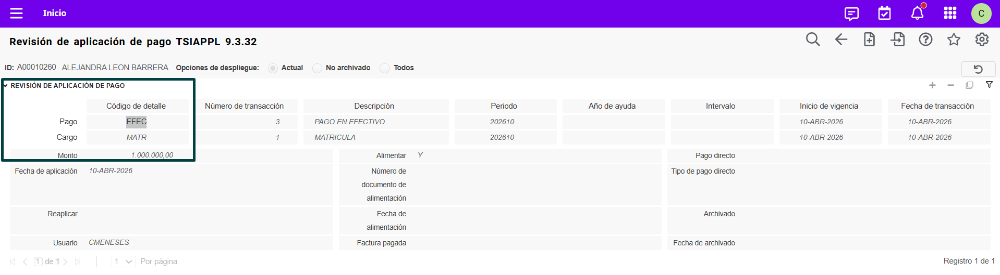 Inicio
C
Revisión de aplicación de pago TSIAPPL 9.3.32
ID: A00010260 ALEJANDRA LEON BARRERA Opciones de despliegue: Actual No archivado Todos
REVISIÓN DE APLICACIÓN DE PAGO
Código de detalle Número de transacción Descripción Periodo Año de ayuda Intervalo Inicio de vigencia Fecha de transacción
Pago EFEC 3 PAGO EN EFECTIVO 202610 10-ABR-2026 10-ABR-2026
Cargo MATR 1 MATRICULA 202610 10-ABR-2026 10-ABR-2026
Monto 1.000.000,00 Alimentar Y Pago directo
Fecha de aplicación 10-ABR-2026 Número de Tipo de pago directo
documento de
alimentación
Reaplicar Fecha de Archivado
alimentación
Usuario CMENESES Factura pagada Fecha de archivado
1 de 1 1 Por página Registro 1 de 1